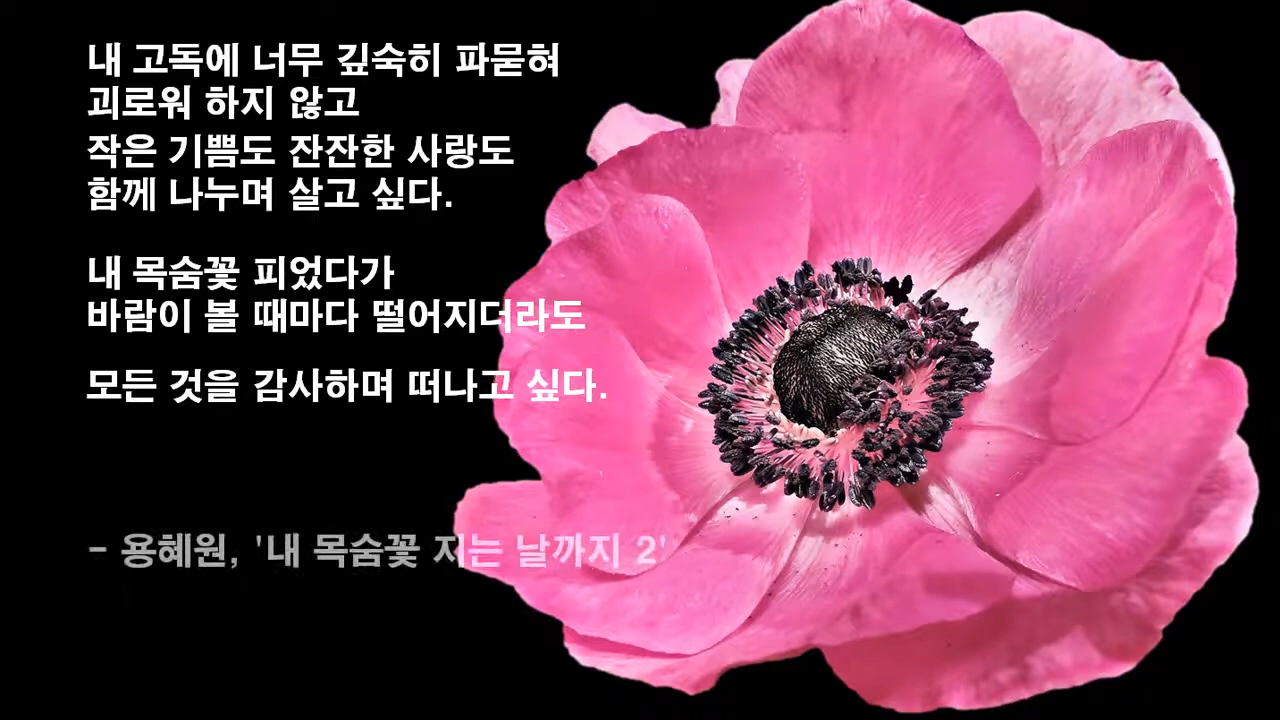 내 고독에 너무 깊숙히 파묻혀
괴로워 하지 않고
작은 기쁨도 잔잔한 사랑도
함께 나누며 살고 싶다.
내 목숨꽃 피었다가
바람이 볼 때마다 떨어지더라도
모든 것을 감사하며 떠나고 싶다.
- 용혜원, '내 목숨꽃 지는 날까지 2'